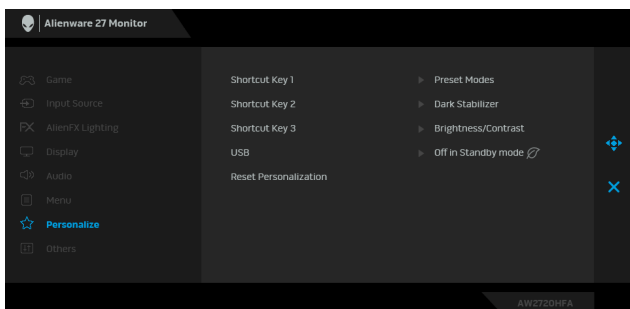 Alienware 27 Monitor
Game
Input Source
FX AlienFX Lighting
Display
Audio
Menu
Personalize
Others
Shortcut Key 1 Preset Modes
Shortcut Key 2 Dark Stabilizer
Shortcut Key 3 Brightness/Contrast
USB Off in Standby mode
Reset Personalization
AW2720HFA